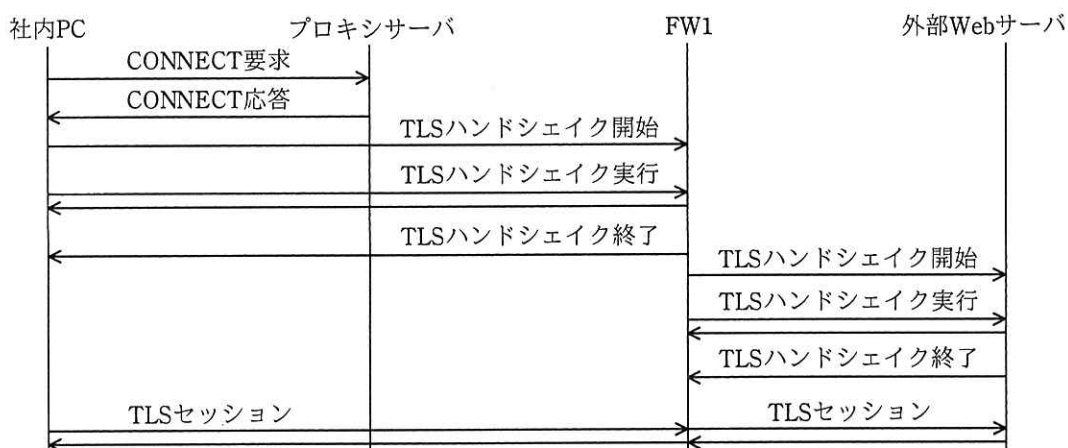 社内PC
プロキシサーバ
FW1
外部Webサーバ
CONNECT要求
CONNECT応答
TLSハンドシェイク開始
TLSハンドシェイク実行
TLSハンドシェイク終了
TLSハンドシェイク開始
TLSハンドシェイク実行
TLSハンドシェイク終了
TLSセッション
TLSセッション